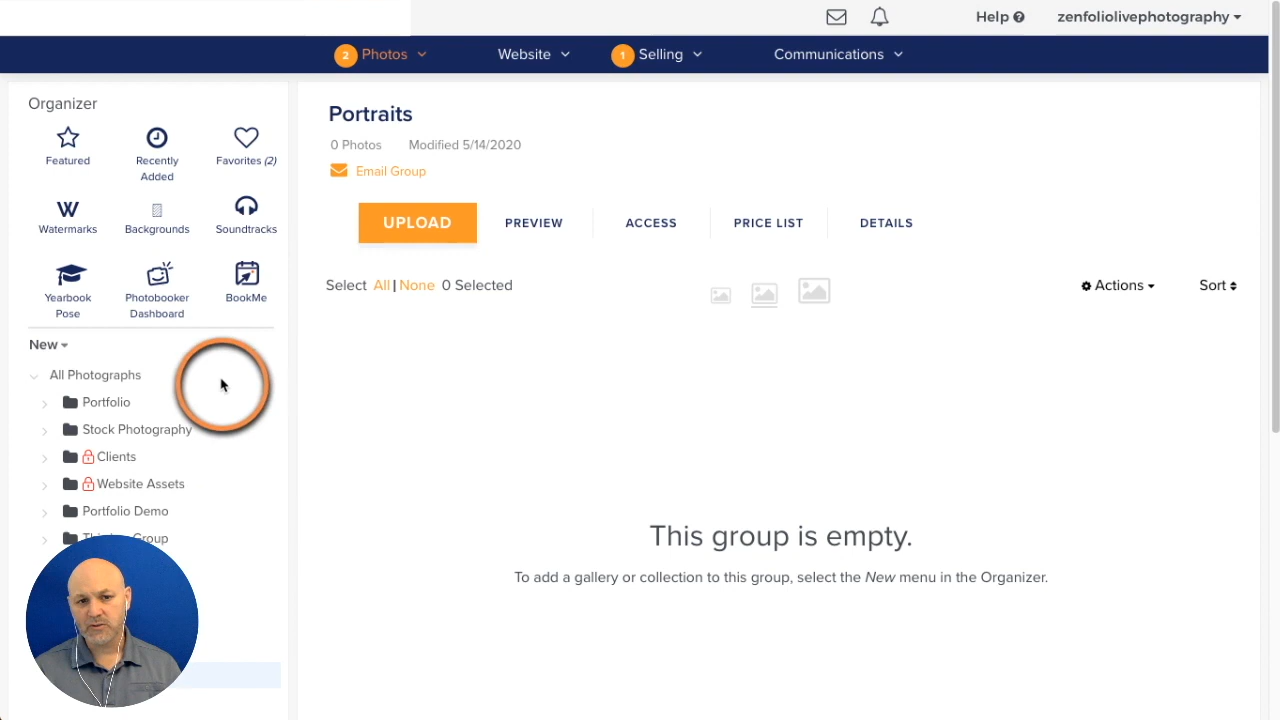 Help
zenfoliolivephotography
2 Photos
Website
1 Selling
Communications
Organizer
Featured
Recently
Added
Favorites (2)
Watermarks
Backgrounds
Soundtracks
Yearbook
Pose
Photobooker
Dashboard
BookMe
New
All Photographs
Portfolio
Stock Photography
Clients
Website Assets
Portfolio Demo
Group
Portraits
0 Photos Modified 5/14/2020
Email Group
UPLOAD PREVIEW ACCESS PRICE LIST DETAILS
Select All | None 0 Selected
Actions
Sort
This group is empty.
To add a gallery or collection to this group, select the New menu in the Organizer.